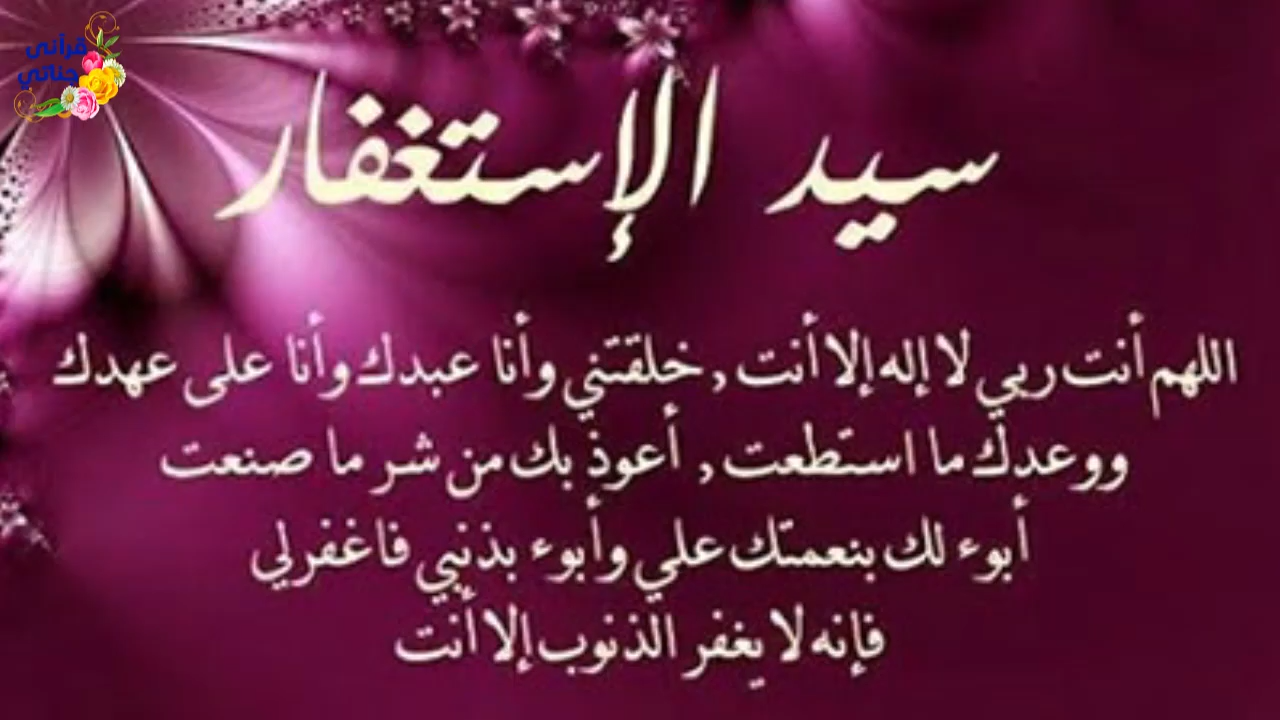 قرآني
جناتي
سيد الإستغفار
اللهم أنت ربي لا إله إلا أنت , خلقتني وأنا عبدك وأنا على عهدك
ووعدك ما استطعت , أعوذ بك من شر ما صنعت
أبوء لك بنعمتك علي وأبوء بذنبي فاغفرلي
فإنه لا يغفر الذنوب إلا أنت